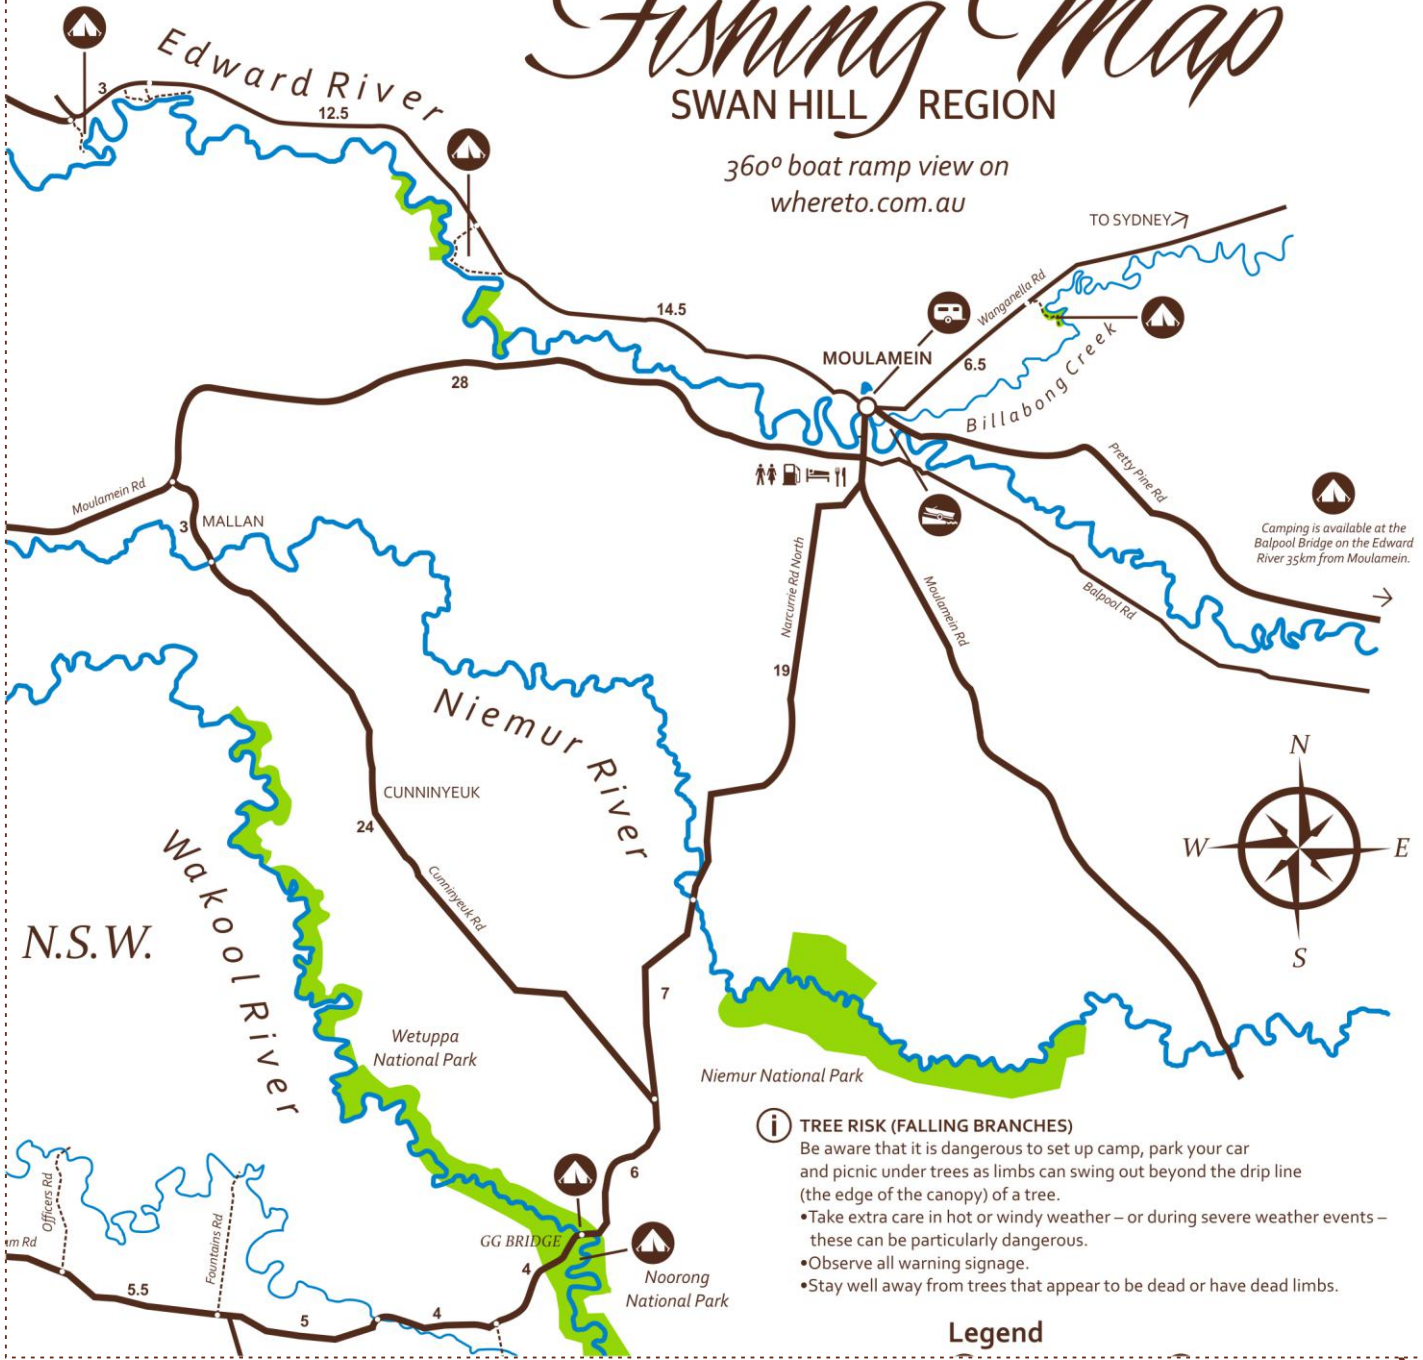 Fishing Map
SWAN HILL REGION
360º boat ramp view on
whereto.com.au
Edward River
3
12.5
TO SYDNEY
Wanganella Rd
14.5
MOULAMEIN
6.5
Billabong Creek
28
Pretty Pine Rd
Moulamein Rd
3
MALLAN
Camping is available at the
Balpool Bridge on the Edward
River 35km from Moulamein.
Narcurrie Rd North
Moulamein Rd
Balpool Rd
19
Niemur River
N
W
E
S
CUNNINYEUK
24
Cunninyeuk Rd
Wakool River
N.S.W.
7
Wetuppa
National Park
Niemur National Park
i
TREE RISK (FALLING BRANCHES)
Be aware that it is dangerous to set up camp, park your car
and picnic under trees as limbs can swing out beyond the drip line
(the edge of the canopy) of a tree.
•Take extra care in hot or windy weather – or during severe weather events –
these can be particularly dangerous.
•Observe all warning signage.
•Stay well away from trees that appear to be dead or have dead limbs.
6
Officers Rd
Fountains Rd
Rd
GG BRIDGE
4
Noorong
National Park
5.5
5
4
Legend